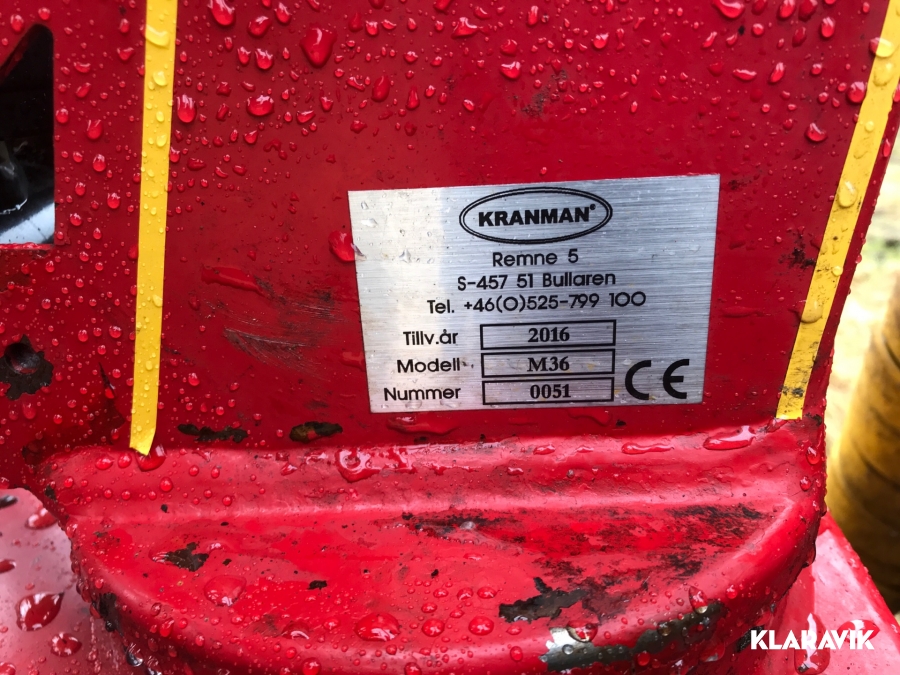 KRANMAN®
Remne 5
S-457 51 Bullaren
Tel. +46(0)525-799 100
Tillv.år 2016
Modell M36
Nummer 0051 CE
KLARAVIK